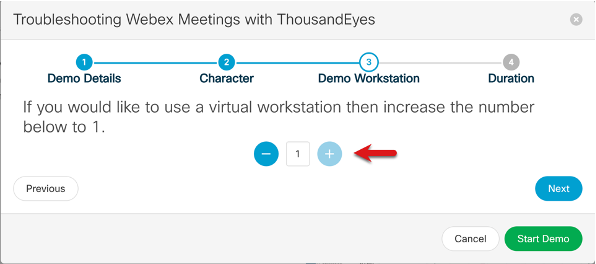 Troubleshooting Webex Meetings with ThousandEyes
1 2 3 4
Demo Details Character Demo Workstation Duration
If you would like to use a virtual workstation then increase the number
below to 1.
− 1 +
Previous Next
Cancel Start Demo